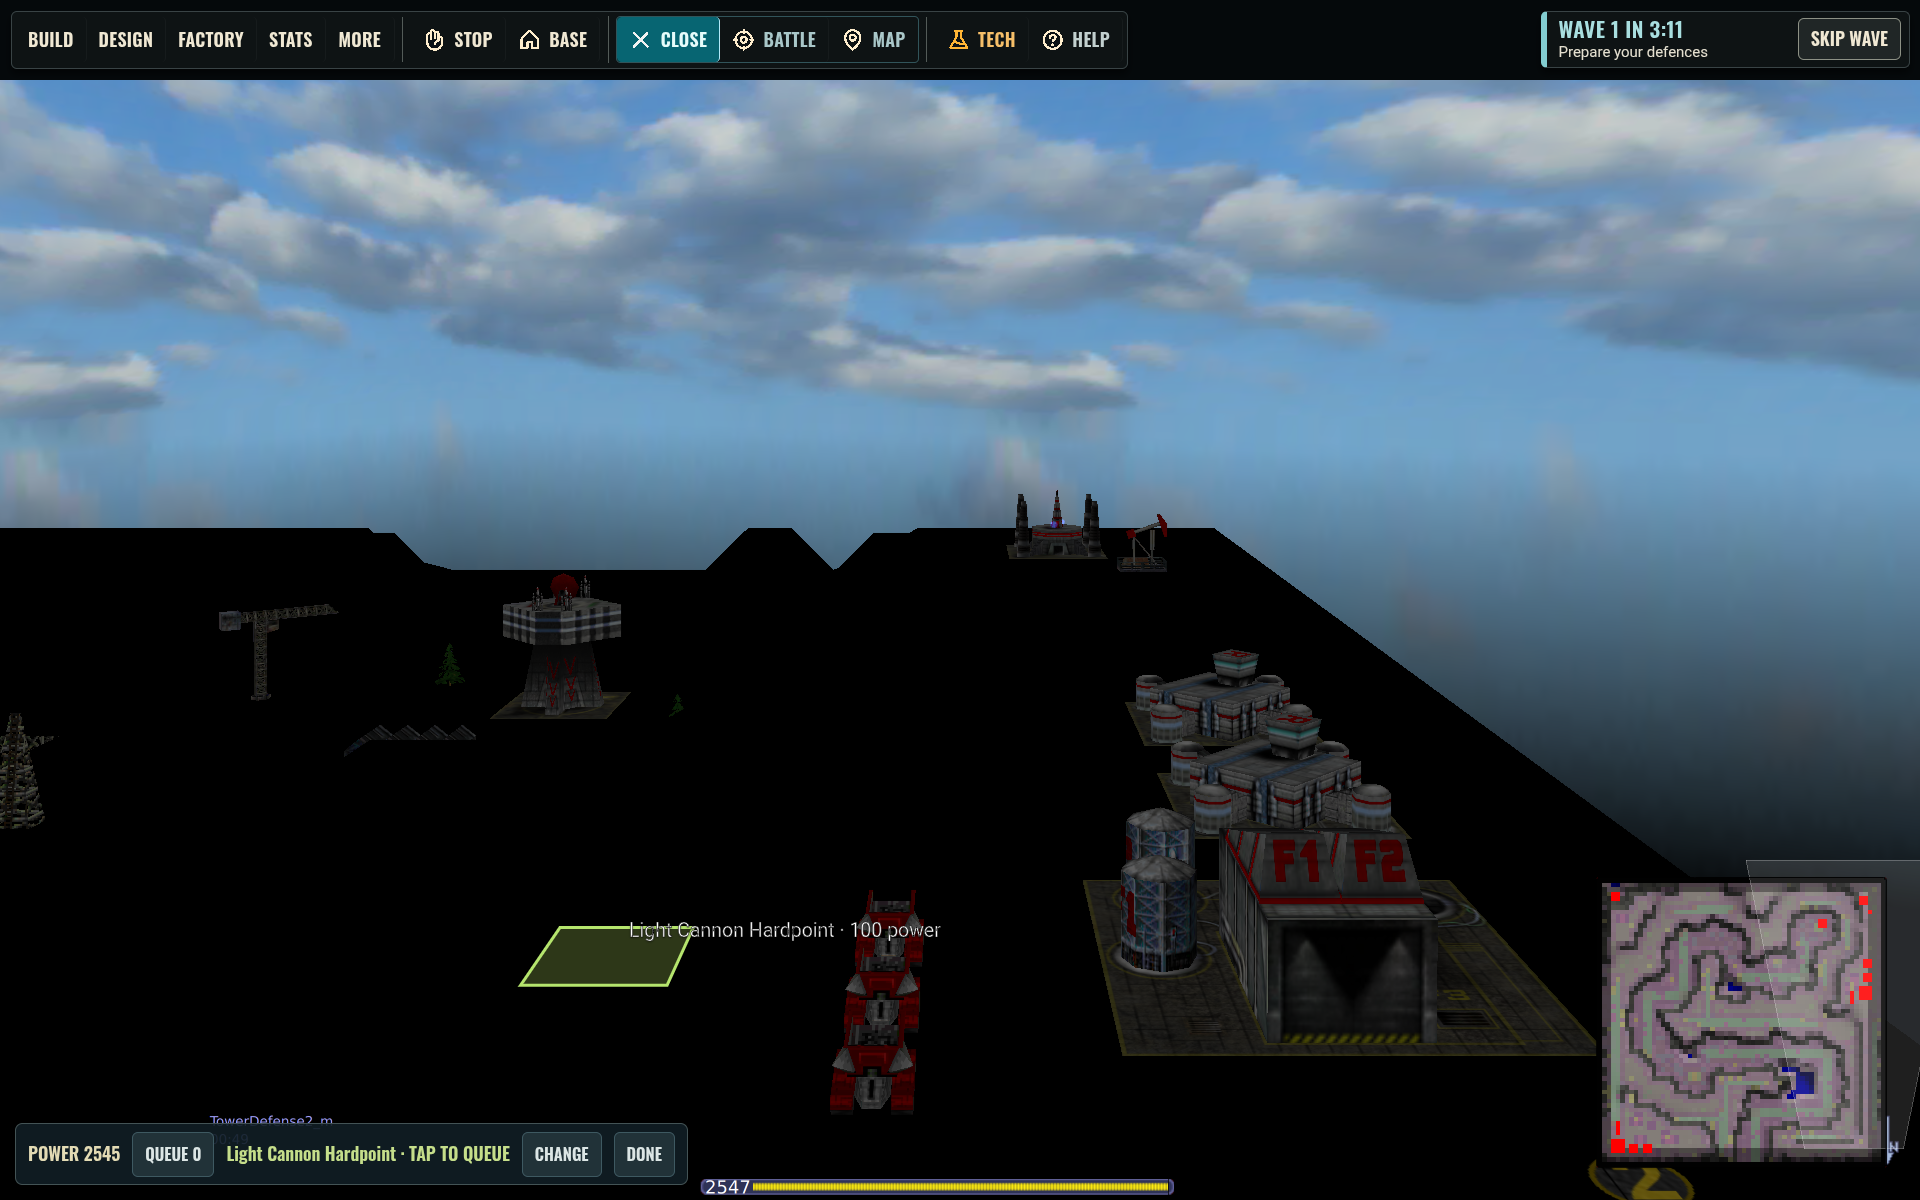 BUILD DESIGN FACTORY STATS MORE STOP BASE CLOSE BATTLE MAP TECH HELP
WAVE 1 IN 3:11
Prepare your defences
SKIP WAVE
F1 F2
Light Cannon Hardpoint · 100 power
TowerDefense2_m
POWER 2545 QUEUE 0 Light Cannon Hardpoint · TAP TO QUEUE CHANGE DONE
2547
N
2